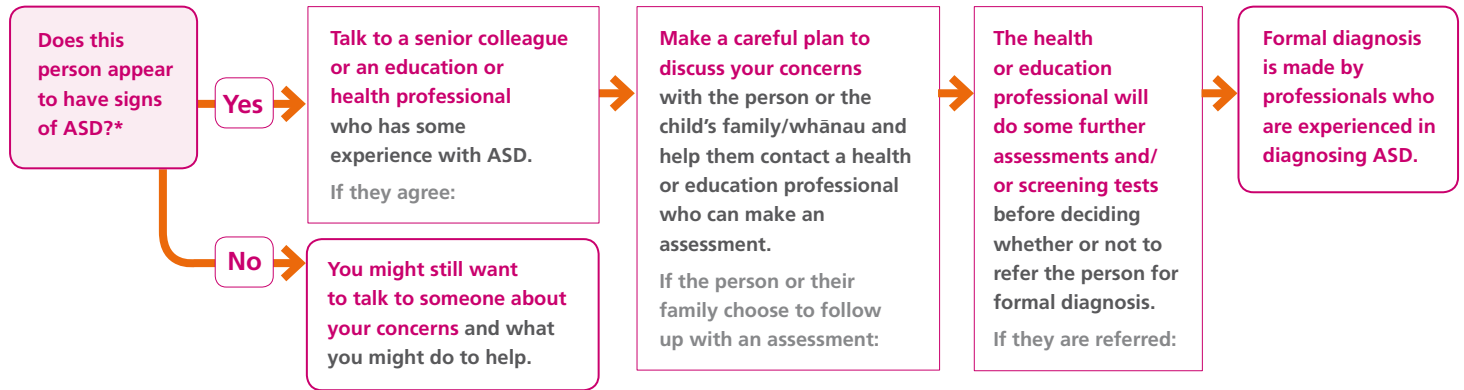 Does this
person appear
to have signs
of ASD?*
Yes
Talk to a senior colleague
or an education or
health professional
who has some
experience with ASD.
If they agree:
Make a careful plan to
discuss your concerns
with the person or the
child's family/whānau and
help them contact a health
or education professional
who can make an
assessment.
If the person or their
family choose to follow
up with an assessment:
The health
or education
professional will
do some further
assessments and/
or screening tests
before deciding
whether or not to
refer the person for
formal diagnosis.
If they are referred:
Formal diagnosis
is made by
professionals who
are experienced in
diagnosing ASD.
No
You might still want
to talk to someone about
your concerns and what
you might do to help.